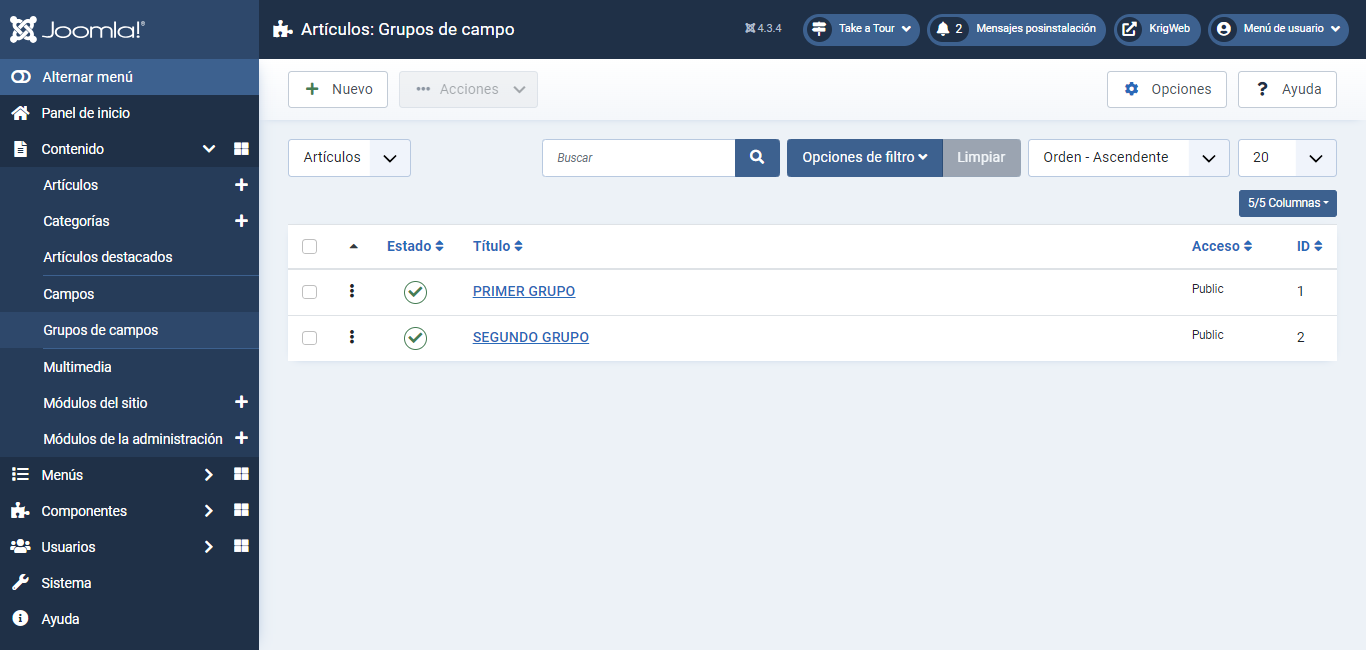 Joomla!®
Artículos: Grupos de campo
4.3.4
Take a Tour
2
Mensajes posinstalación
KrigWeb
Menú de usuario
Alternar menú
Panel de inicio
Contenido
Artículos
Categorías
Artículos destacados
Campos
Grupos de campos
Multimedia
Módulos del sitio
Módulos de la administración
Menús
Componentes
Usuarios
Sistema
Ayuda
Nuevo
Acciones
Opciones
? Ayuda
Artículos
Buscar
Opciones de filtro
Limpiar
Orden - Ascendente
20
5/5 Columnas
Estado Título Acceso ID
PRIMER GRUPO Public 1
SEGUNDO GRUPO Public 2